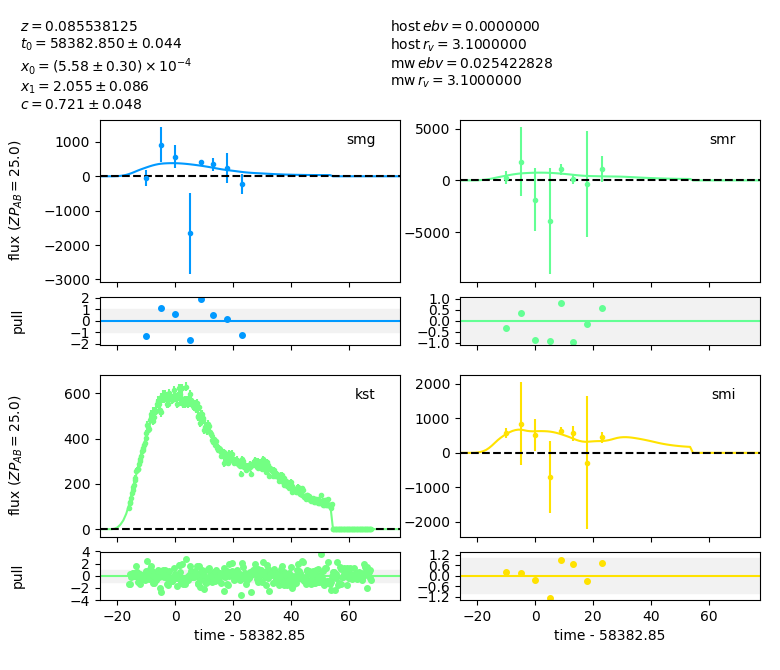 z = 0.085538125
t₀ = 58382.850 ± 0.044
x₀ = (5.58 ± 0.30) × 10⁻⁴
x₁ = 2.055 ± 0.086
c = 0.721 ± 0.048
host ebv = 0.0000000
host r_v = 3.1000000
mw ebv = 0.025422828
mw r_v = 3.1000000
flux (ZP_AB = 25.0)
1000
0
−1000
−2000
−3000
smg
5000
0
−5000
smr
pull
2
1
0
−1
−2
1.0
0.5
0.0
−0.5
−1.0
flux (ZP_AB = 25.0)
600
400
200
0
kst
2000
1000
0
−1000
−2000
smi
pull
4
2
0
−2
−4
1.2
0.6
0.0
−0.6
−1.2
−20 0 20 40 60
−20 0 20 40 60
time - 58382.85
time - 58382.85